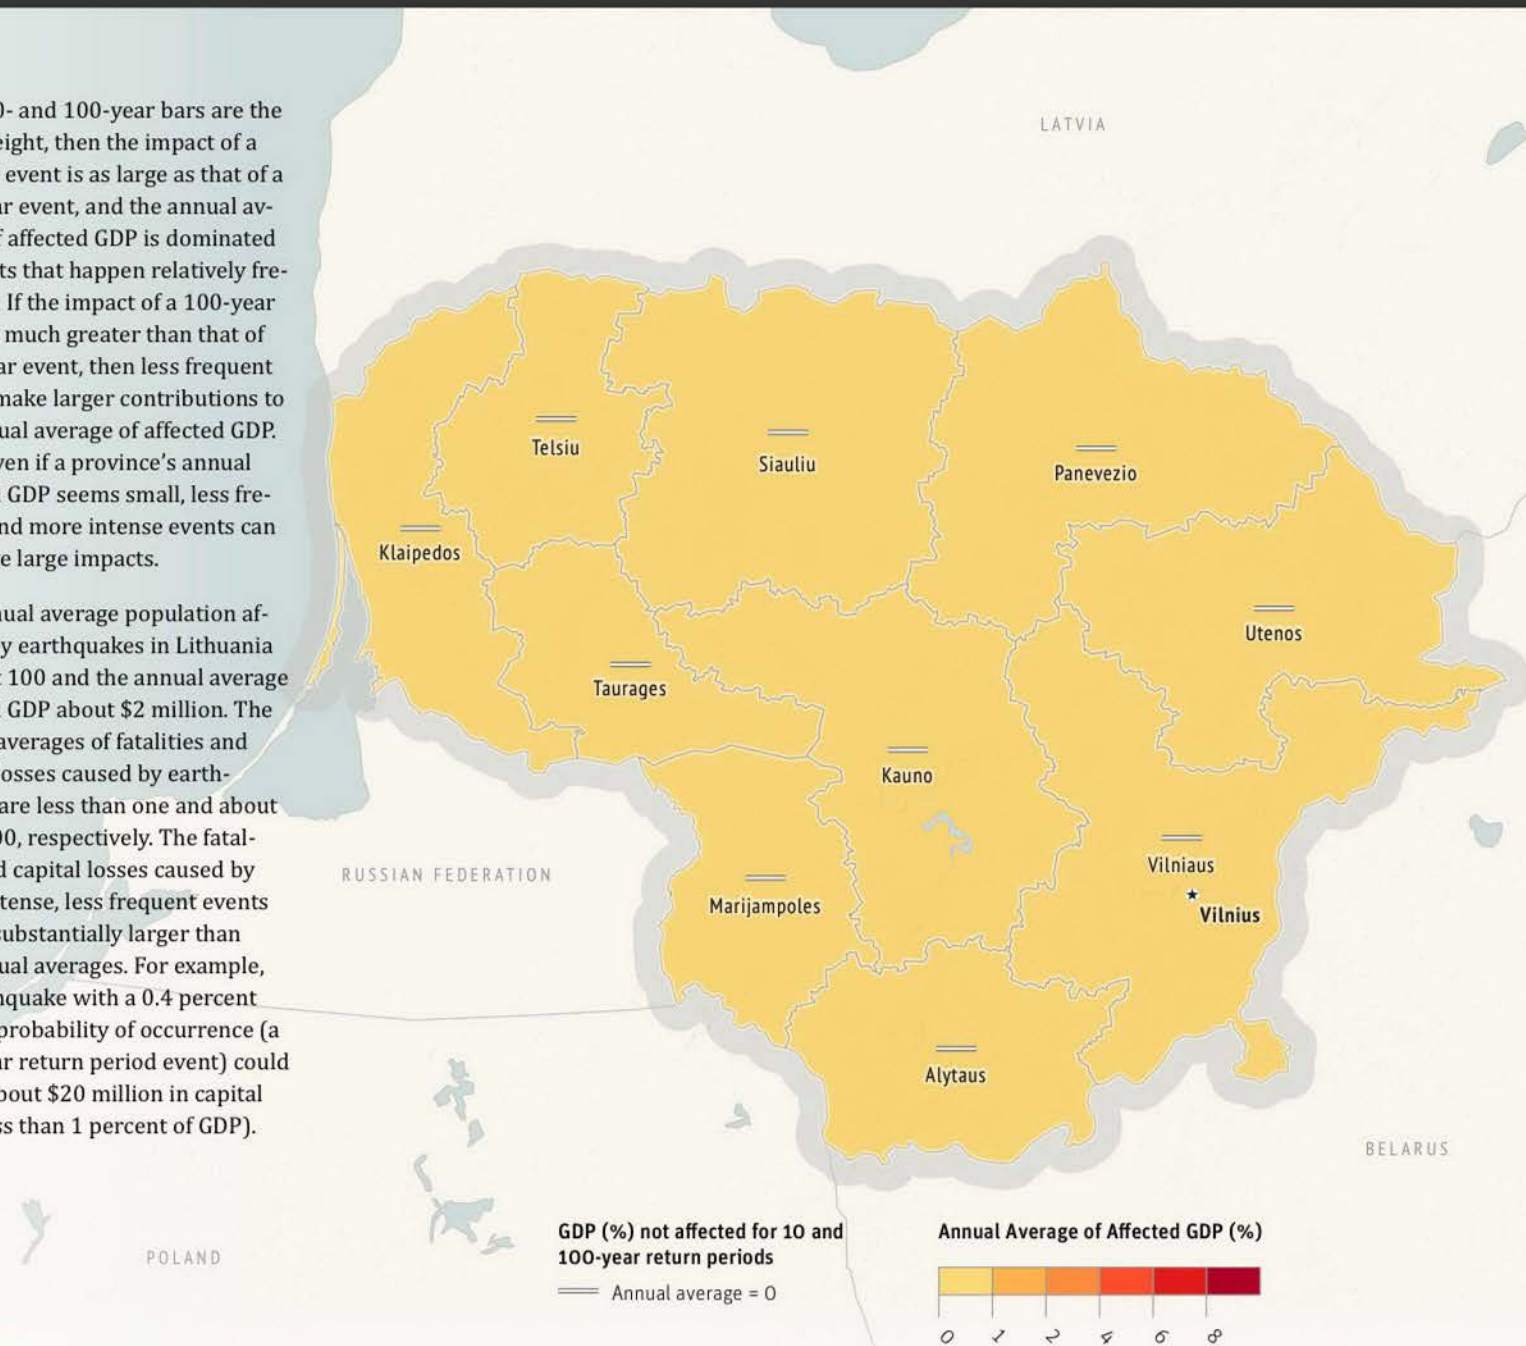 0- and 100-year bars are the
eight, then the impact of a
event is as large as that of a
ar event, and the annual av-
f affected GDP is dominated
ts that happen relatively fre-
If the impact of a 100-year
much greater than that of
ar event, then less frequent
make larger contributions to
ual average of affected GDP.
ven if a province's annual
GDP seems small, less fre-
nd more intense events can
e large impacts.
nual average population af-
y earthquakes in Lithuania
t 100 and the annual average
GDP about $2 million. The
averages of fatalities and
losses caused by earth-
are less than one and about
00, respectively. The fatal-
d capital losses caused by
tense, less frequent events
substantially larger than
ual averages. For example,
hquake with a 0.4 percent
probability of occurrence (a
ar return period event) could
bout $20 million in capital
ss than 1 percent of GDP).
LATVIA
Telsiu
Siauliu
Panevezio
Klaipedos
Utenos
Taurages
Kauno
Vilniaus
Vilnius
Marijampoles
Alytaus
RUSSIAN FEDERATION
BELARUS
POLAND
GDP (%) not affected for 10 and
100-year return periods
Annual average = 0
Annual Average of Affected GDP (%)
0 1 2 4 6 8